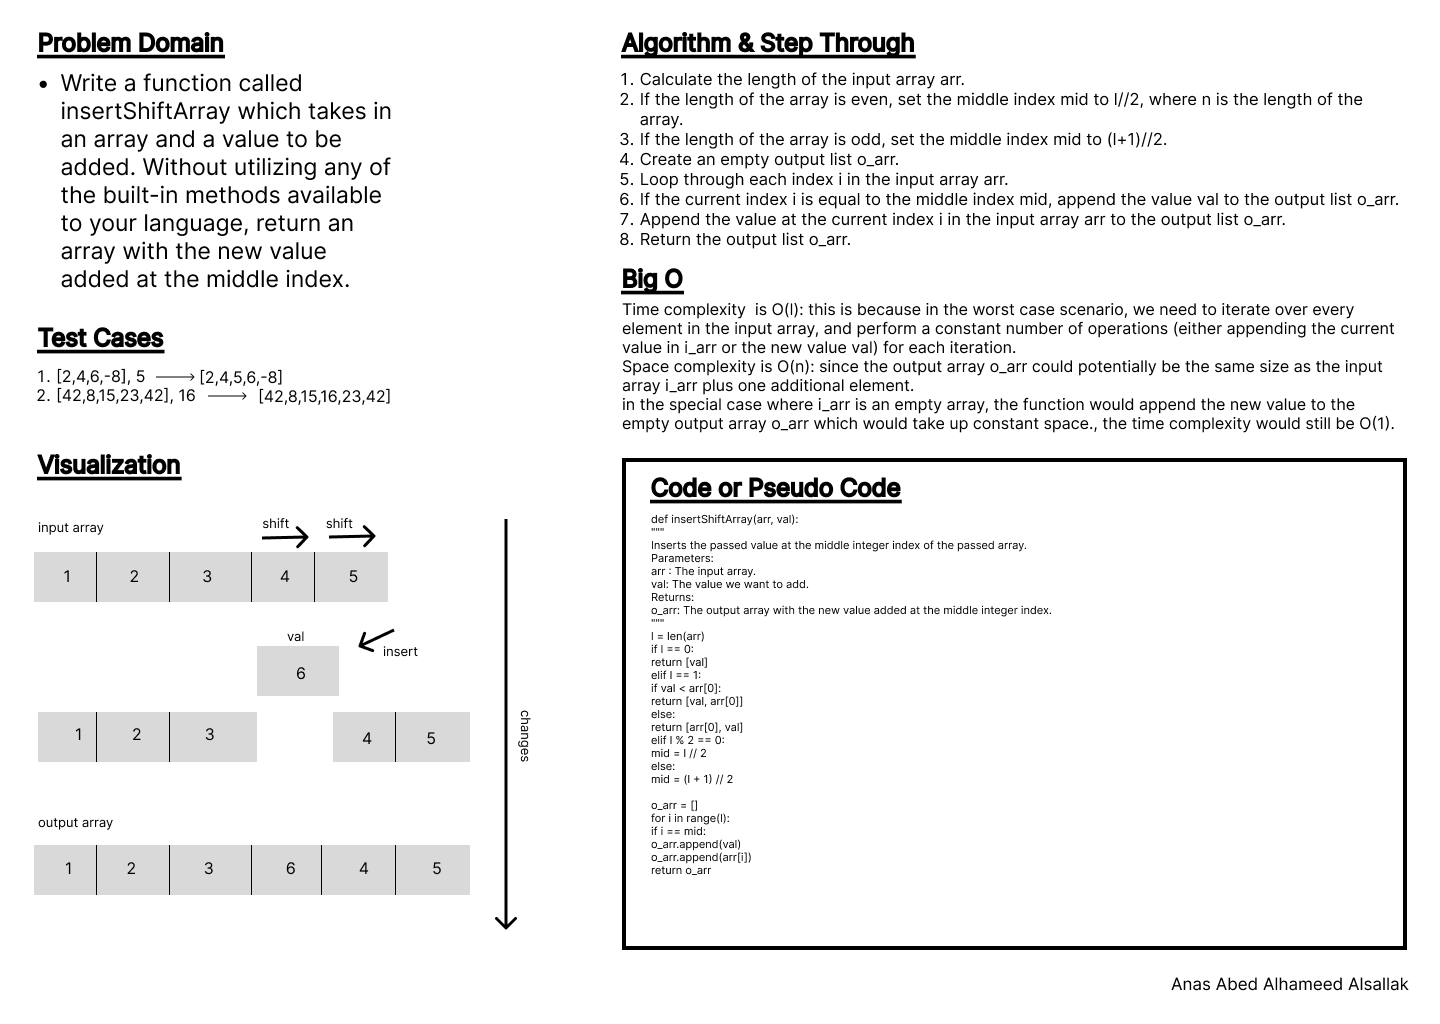 Problem Domain
• Write a function called
insertShiftArray which takes in
an array and a value to be
added. Without utilizing any of
the built-in methods available
to your language, return an
array with the new value
added at the middle index.
Test Cases
1. [2,4,6,-8], 5 ⟶ [2,4,5,6,-8]
2. [42,8,15,23,42], 16 ⟶ [42,8,15,16,23,42]
Visualization
input array
shift shift
1 2 3 4 5
val
insert
6
1 2 3 4 5
changes
output array
1 2 3 6 4 5
Algorithm & Step Through
1. Calculate the length of the input array arr.
2. If the length of the array is even, set the middle index mid to l//2, where n is the length of the
array.
3. If the length of the array is odd, set the middle index mid to (l+1)//2.
4. Create an empty output list o_arr.
5. Loop through each index i in the input array arr.
6. If the current index i is equal to the middle index mid, append the value val to the output list o_arr.
7. Append the value at the current index i in the input array arr to the output list o_arr.
8. Return the output list o_arr.
Big O
Time complexity  is O(l): this is because in the worst case scenario, we need to iterate over every
element in the input array, and perform a constant number of operations (either appending the current
value in i_arr or the new value val) for each iteration.
Space complexity is O(n): since the output array o_arr could potentially be the same size as the input
array i_arr plus one additional element.
in the special case where i_arr is an empty array, the function would append the new value to the
empty output array o_arr which would take up constant space., the time complexity would still be O(1).
Code or Pseudo Code
def insertShiftArray(arr, val):
"""
Inserts the passed value at the middle integer index of the passed array.
Parameters:
arr : The input array.
val: The value we want to add.
Returns:
o_arr: The output array with the new value added at the middle integer index.
"""
l = len(arr)
if l == 0:
return [val]
elif l == 1:
if val < arr[0]:
return [val, arr[0]]
else:
return [arr[0], val]
elif l % 2 == 0:
mid = l // 2
else:
mid = (l + 1) // 2
o_arr = []
for i in range(l):
if i == mid:
o_arr.append(val)
o_arr.append(arr[i])
return o_arr
Anas Abed Alhameed Alsallak